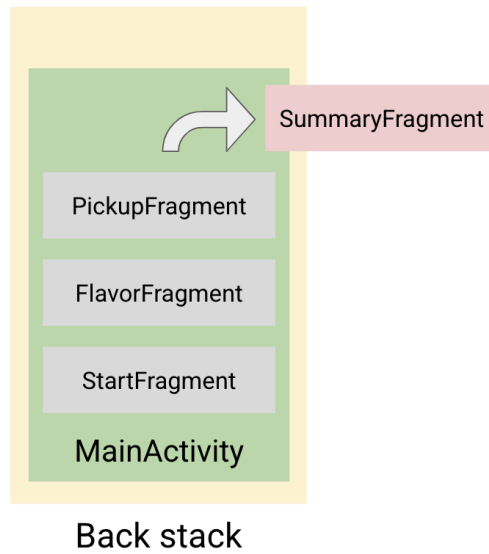 SummaryFragment
PickupFragment
FlavorFragment
StartFragment
MainActivity
Back stack